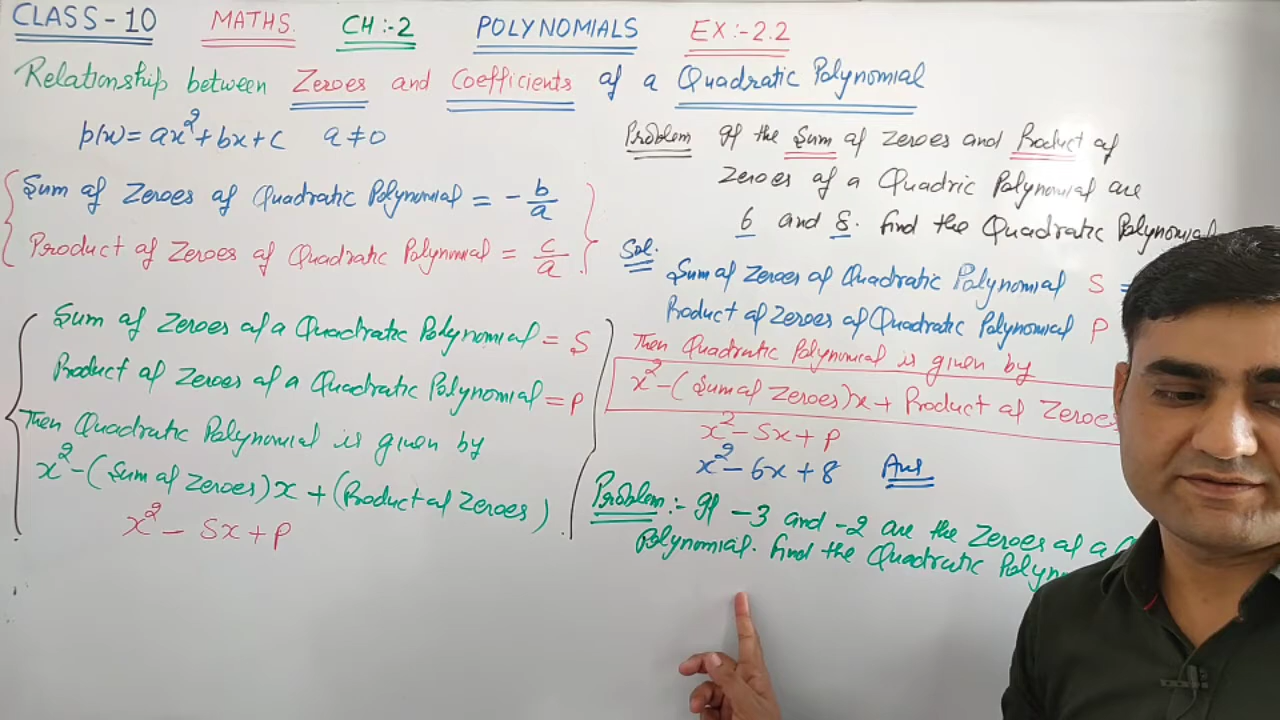 CLASS - 10 MATHS. CH :- 2 POLYNOMIALS EX :- 2.2
Relationship between Zeroes and Coefficients of a Quadratic Polynomial
p(x) = ax² + bx + c a ≠ 0
Sum of Zeroes of Quadratic Polynomial = - b/a
Product of Zeroes of Quadratic Polynomial = c/a
Sum of Zeroes of a Quadratic Polynomial = S
Product of Zeroes of a Quadratic Polynomial = P
Then Quadratic Polynomial is given by
x² - (Sum of Zeroes) x + (Product of Zeroes)
x² - Sx + P
Problem If the Sum of Zeroes and Product of
Zeroes of a Quadric Polynomial are
6 and 8. find the Quadratic Polynomial
Sol:
Sum of Zeroes of Quadratic Polynomial S =
Product of Zeroes of Quadratic Polynomial P
Then Quadratic Polynomial is given by
x² - (Sum of Zeroes)x + Product of Zeroes
x² - Sx + P
x² - 6x + 8 Ans
Problem :- If -3 and -2 are the Zeroes of a
Polynomial. find the Quadratic